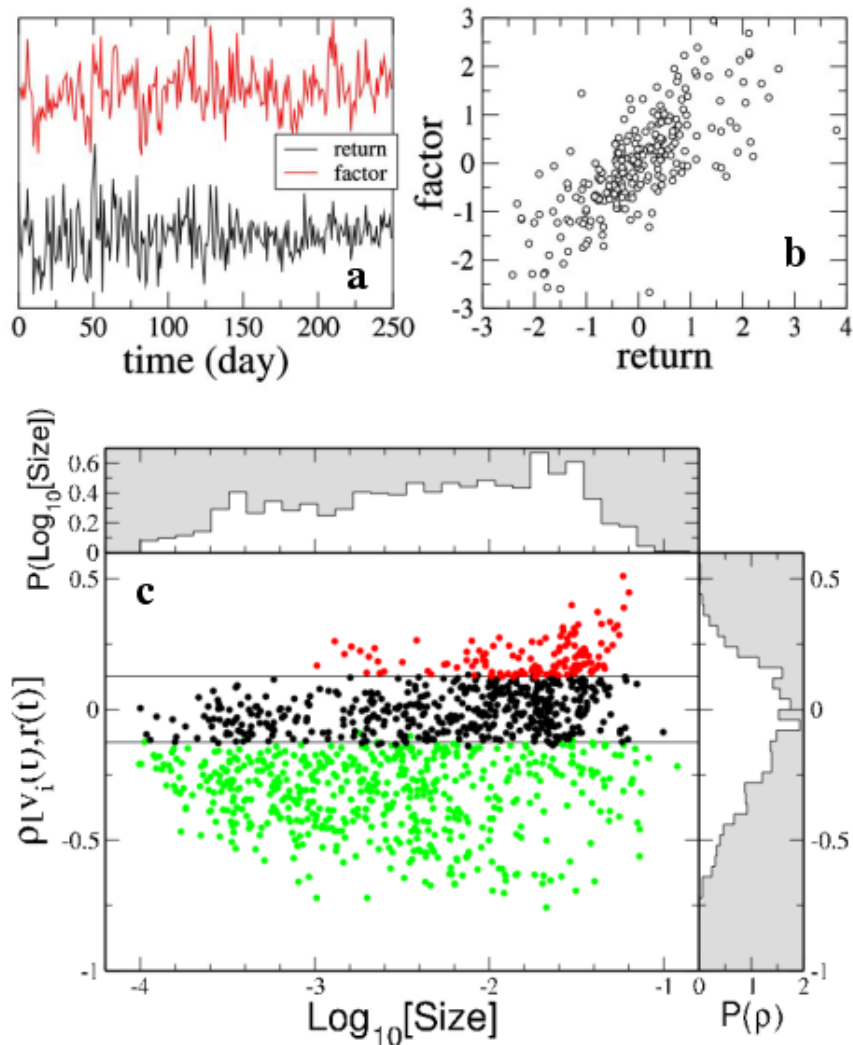 return
factor
a
0 50 100 150 200 250
time (day)
3
2
1
0
-1
-2
-3
factor
b
-3 -2 -1 0 1 2 3 4
return
P(Log10[Size])
0.6
0.4
0.2
0
c
0.5
0
-0.5
-1
ρ[vi(t),r(t)]
-4 -3 -2 -1
Log10[Size]
0.5
0
-0.5
-1
0 1 2
P(ρ)